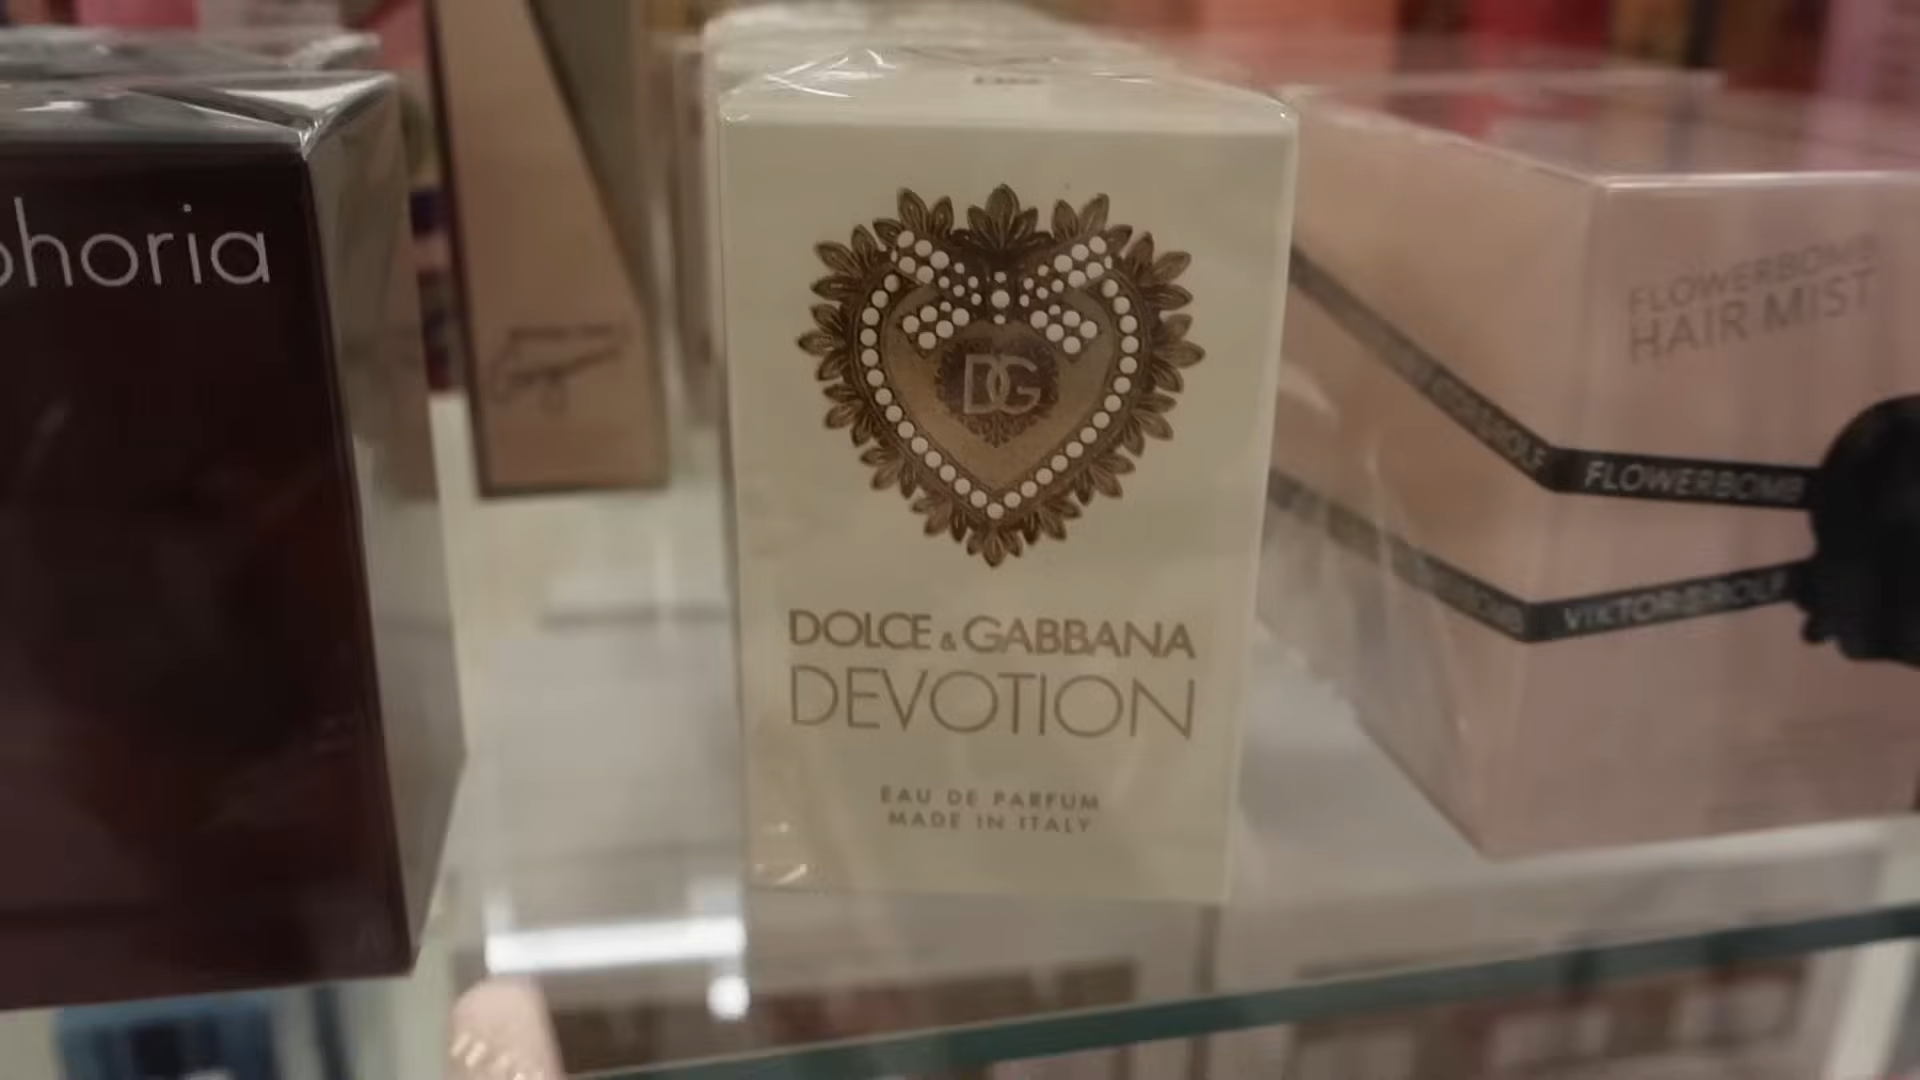 phoria
DG
DOLCE & GABBANA
DEVOTION
EAU DE PARFUM
MADE IN ITALY
FLOWERBOMB
HAIR MIST
FLOWERBOMB
VIKTOR&ROLF